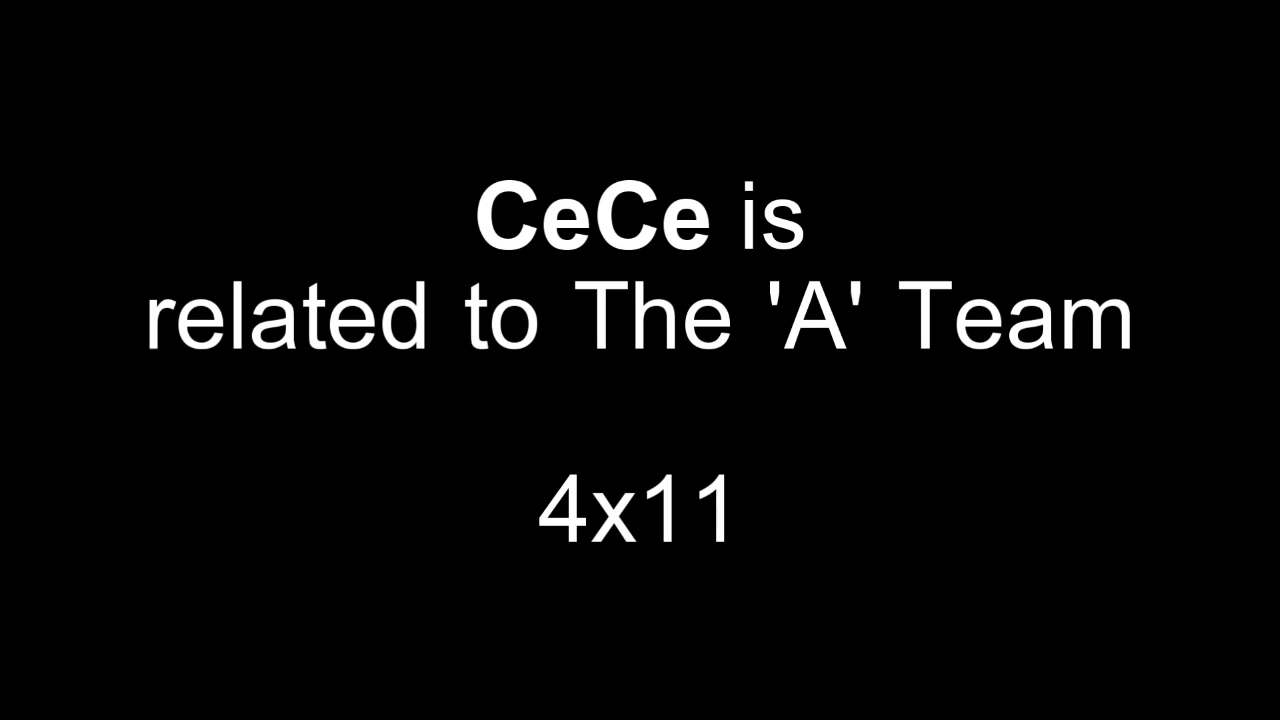 CeCe is
related to The 'A' Team
4x11